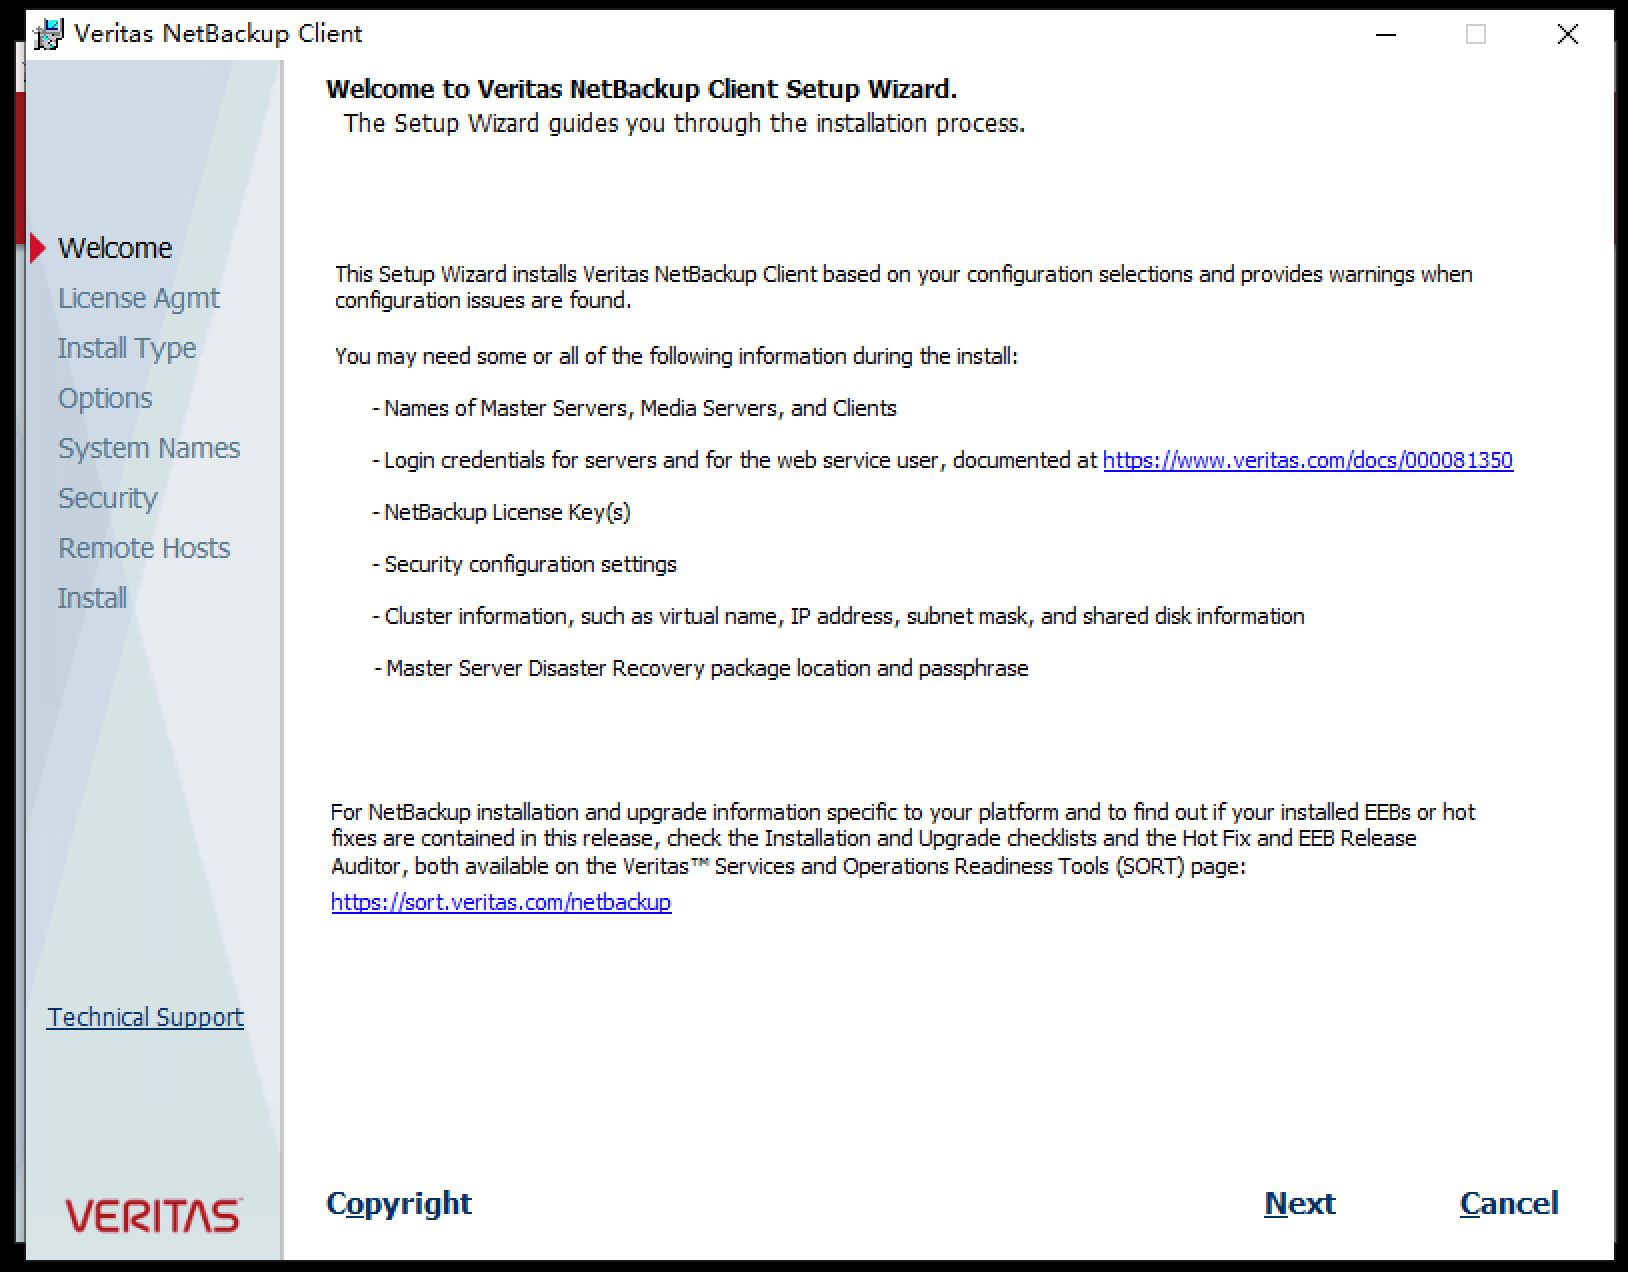 Veritas NetBackup Client
Welcome to Veritas NetBackup Client Setup Wizard.
The Setup Wizard guides you through the installation process.
Welcome
License Agmt
Install Type
Options
System Names
Security
Remote Hosts
Install
Technical Support
VERITAS
This Setup Wizard installs Veritas NetBackup Client based on your configuration selections and provides warnings when
configuration issues are found.
You may need some or all of the following information during the install:
- Names of Master Servers, Media Servers, and Clients
- Login credentials for servers and for the web service user, documented at https://www.veritas.com/docs/000081350
- NetBackup License Key(s)
- Security configuration settings
- Cluster information, such as virtual name, IP address, subnet mask, and shared disk information
- Master Server Disaster Recovery package location and passphrase
For NetBackup installation and upgrade information specific to your platform and to find out if your installed EEBs or hot
fixes are contained in this release, check the Installation and Upgrade checklists and the Hot Fix and EEB Release
Auditor, both available on the Veritas™ Services and Operations Readiness Tools (SORT) page:
https://sort.veritas.com/netbackup
Copyright
Next
Cancel